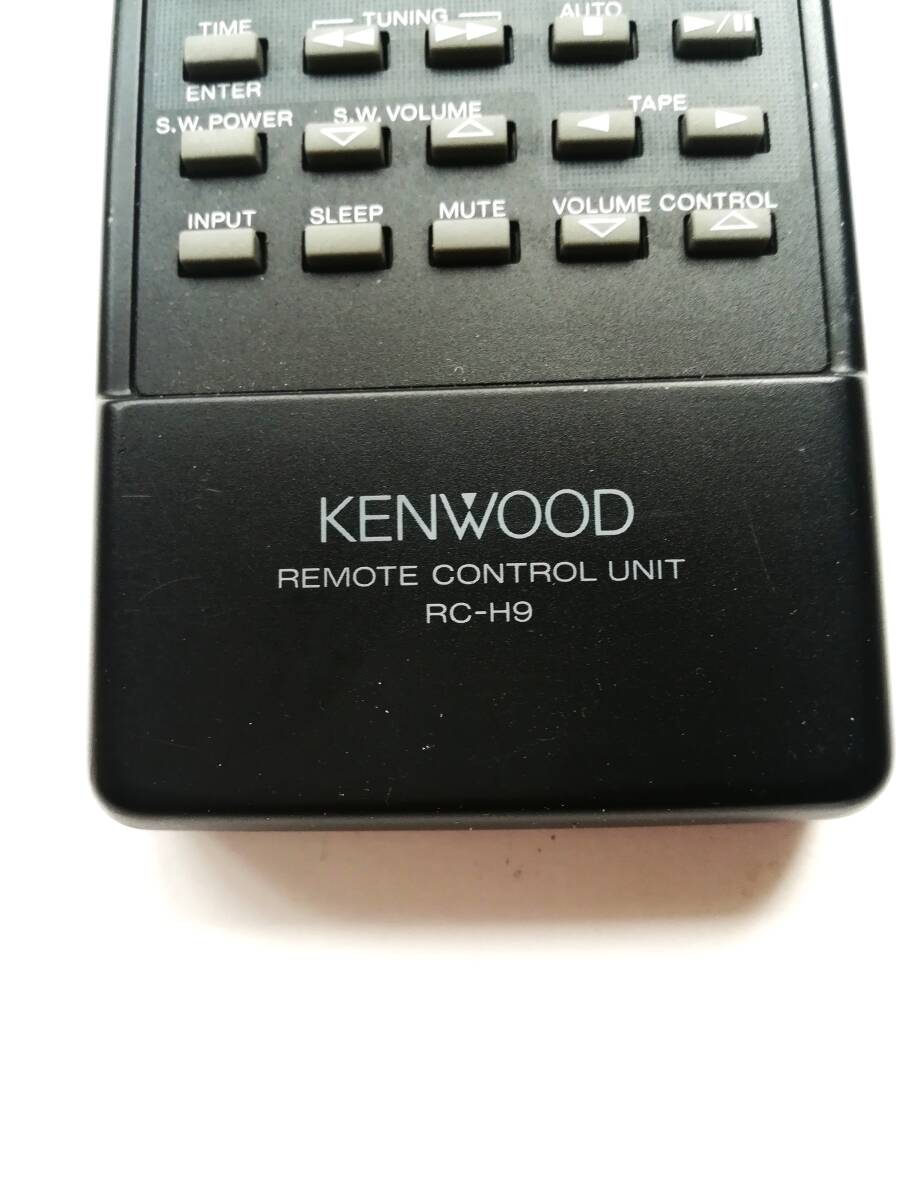 TUNING AUTO
TIME
ENTER
S.W. POWER S.W. VOLUME TAPE
INPUT SLEEP MUTE VOLUME CONTROL
KENWOOD
REMOTE CONTROL UNIT
RC-H9